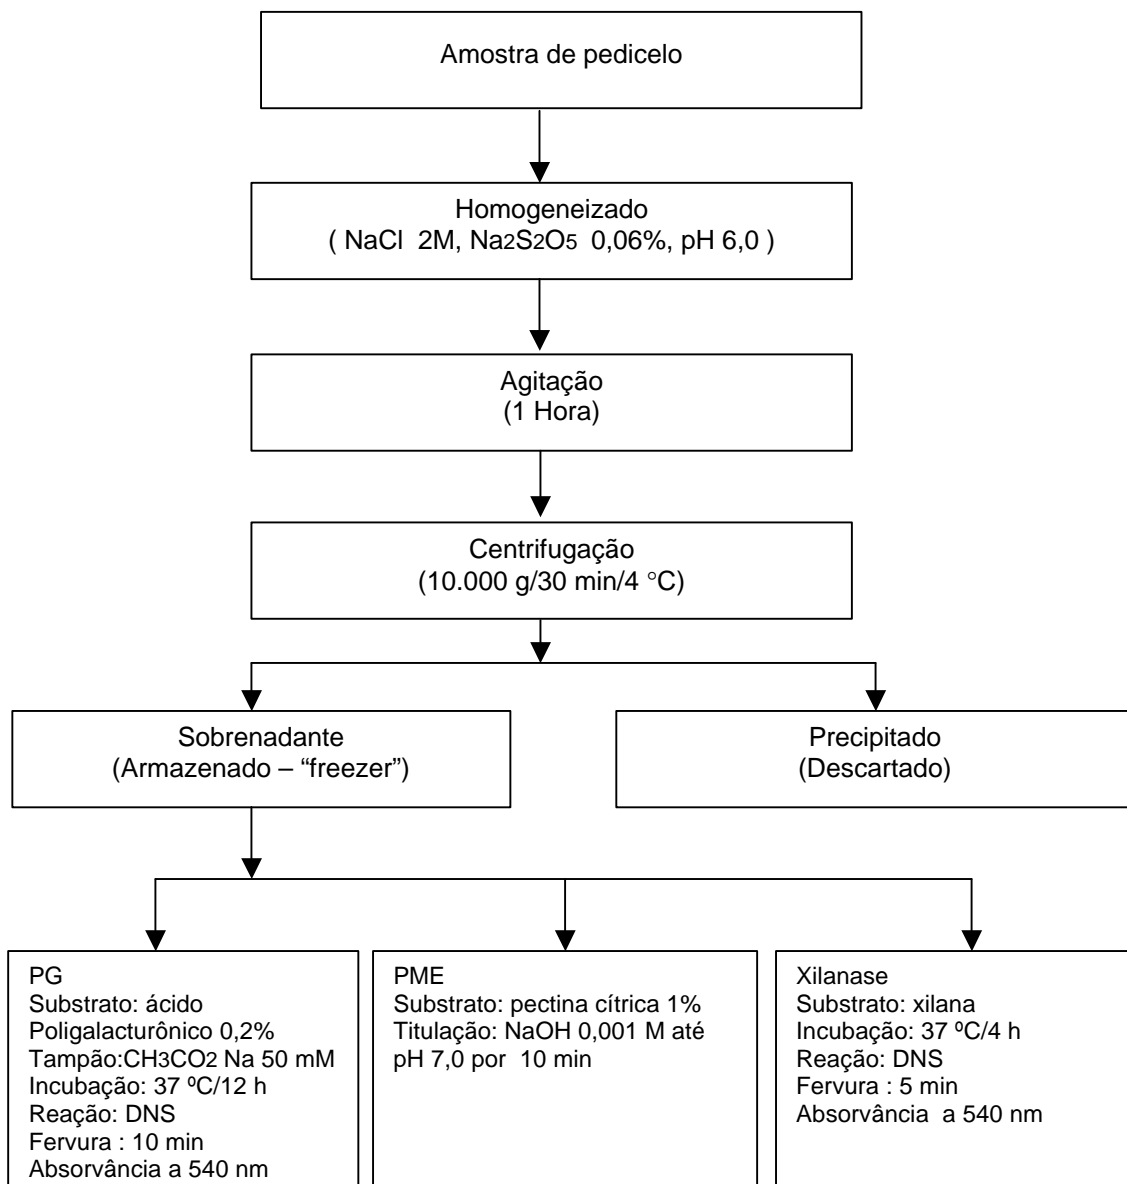 Amostra de pedicelo
Homogeneizado
( NaCl 2M, Na2S2O5 0,06%, pH 6,0 )
Agitação
(1 Hora)
Centrifugação
(10.000 g/30 min/4 °C)
Sobrenadante
(Armazenado – “freezer”)
Precipitado
(Descartado)
PG
Substrato: ácido
Poligalacturônico 0,2%
Tampão:CH3CO2 Na 50 mM
Incubação: 37 ºC/12 h
Reação: DNS
Fervura : 10 min
Absorvância a 540 nm
PME
Substrato: pectina cítrica 1%
Titulação: NaOH 0,001 M até
pH 7,0 por 10 min
Xilanase
Substrato: xilana
Incubação: 37 ºC/4 h
Reação: DNS
Fervura : 5 min
Absorvância a 540 nm